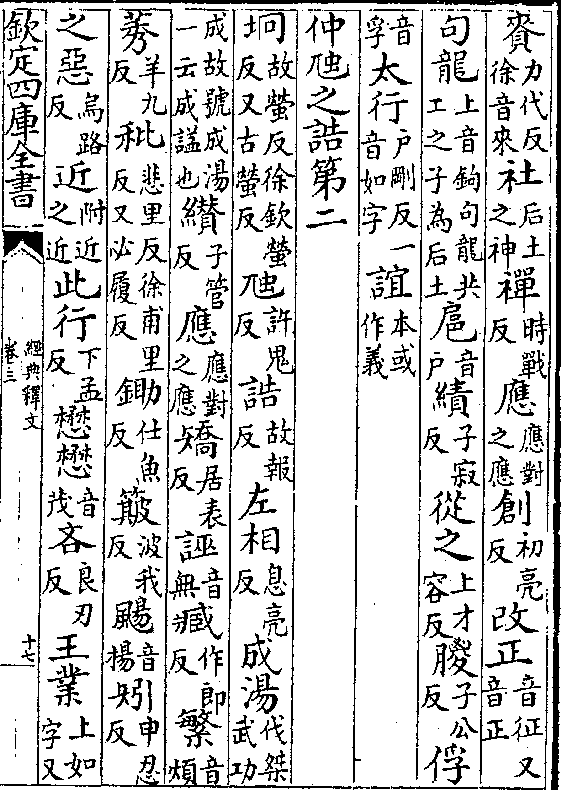 賚力代反徐音來社后土之神禪時戰反應應對之應創初亮反改正音征又音正
句龍上音鉤句龍共工之子為后土扈音戶績子寂反從之上才容反朡子公反俘
音孚太行戶剛反一音如字誼本或作義
仲虺之誥第二
坰故螢反徐欽螢反又古螢反虺許鬼反誥故報反左相息亮反成湯伐桀武功
成故號成湯一云成諡也纘子管反應應對之應矯居表反誣音無臧作郎反繁音煩
莠羊九反秕悲里反徐甫里反又必履反鋤仕魚反簸波我反颺音揚矧引申忍反
之惡烏路反近附近之近此行下孟反懋懋音茂吝良刃反王業上如字又
欽定四庫全書
經典釋文
卷三
十七